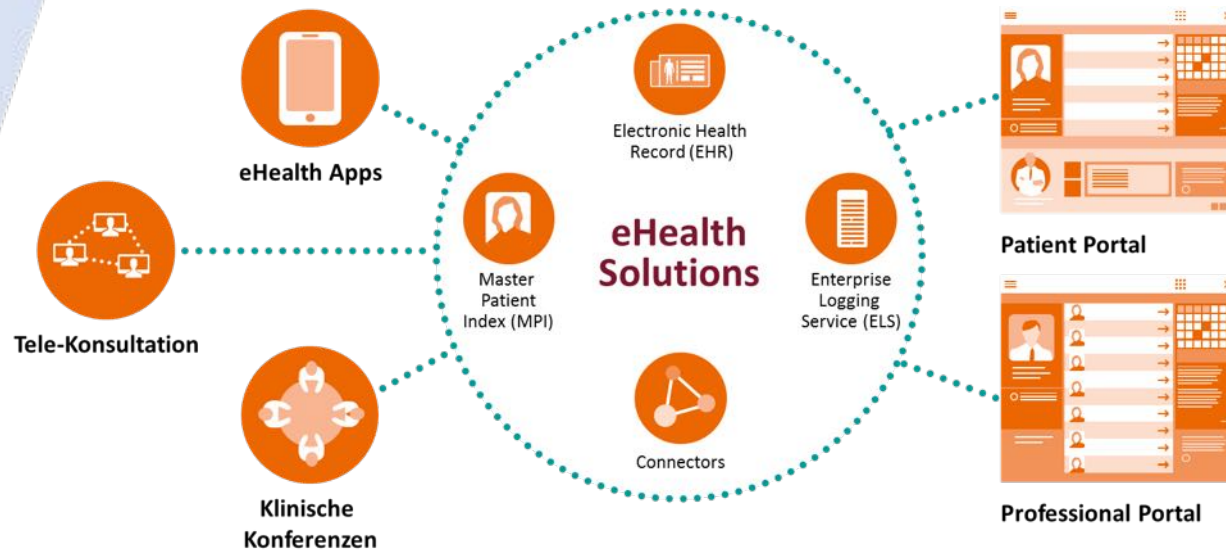 eHealth Apps
Tele-Konsultation
Klinische
Konferenzen
Electronic Health
Record (EHR)
Master
Patient
Index (MPI)
eHealth
Solutions
Enterprise
Logging
Service (ELS)
Connectors
Patient Portal
Professional Portal